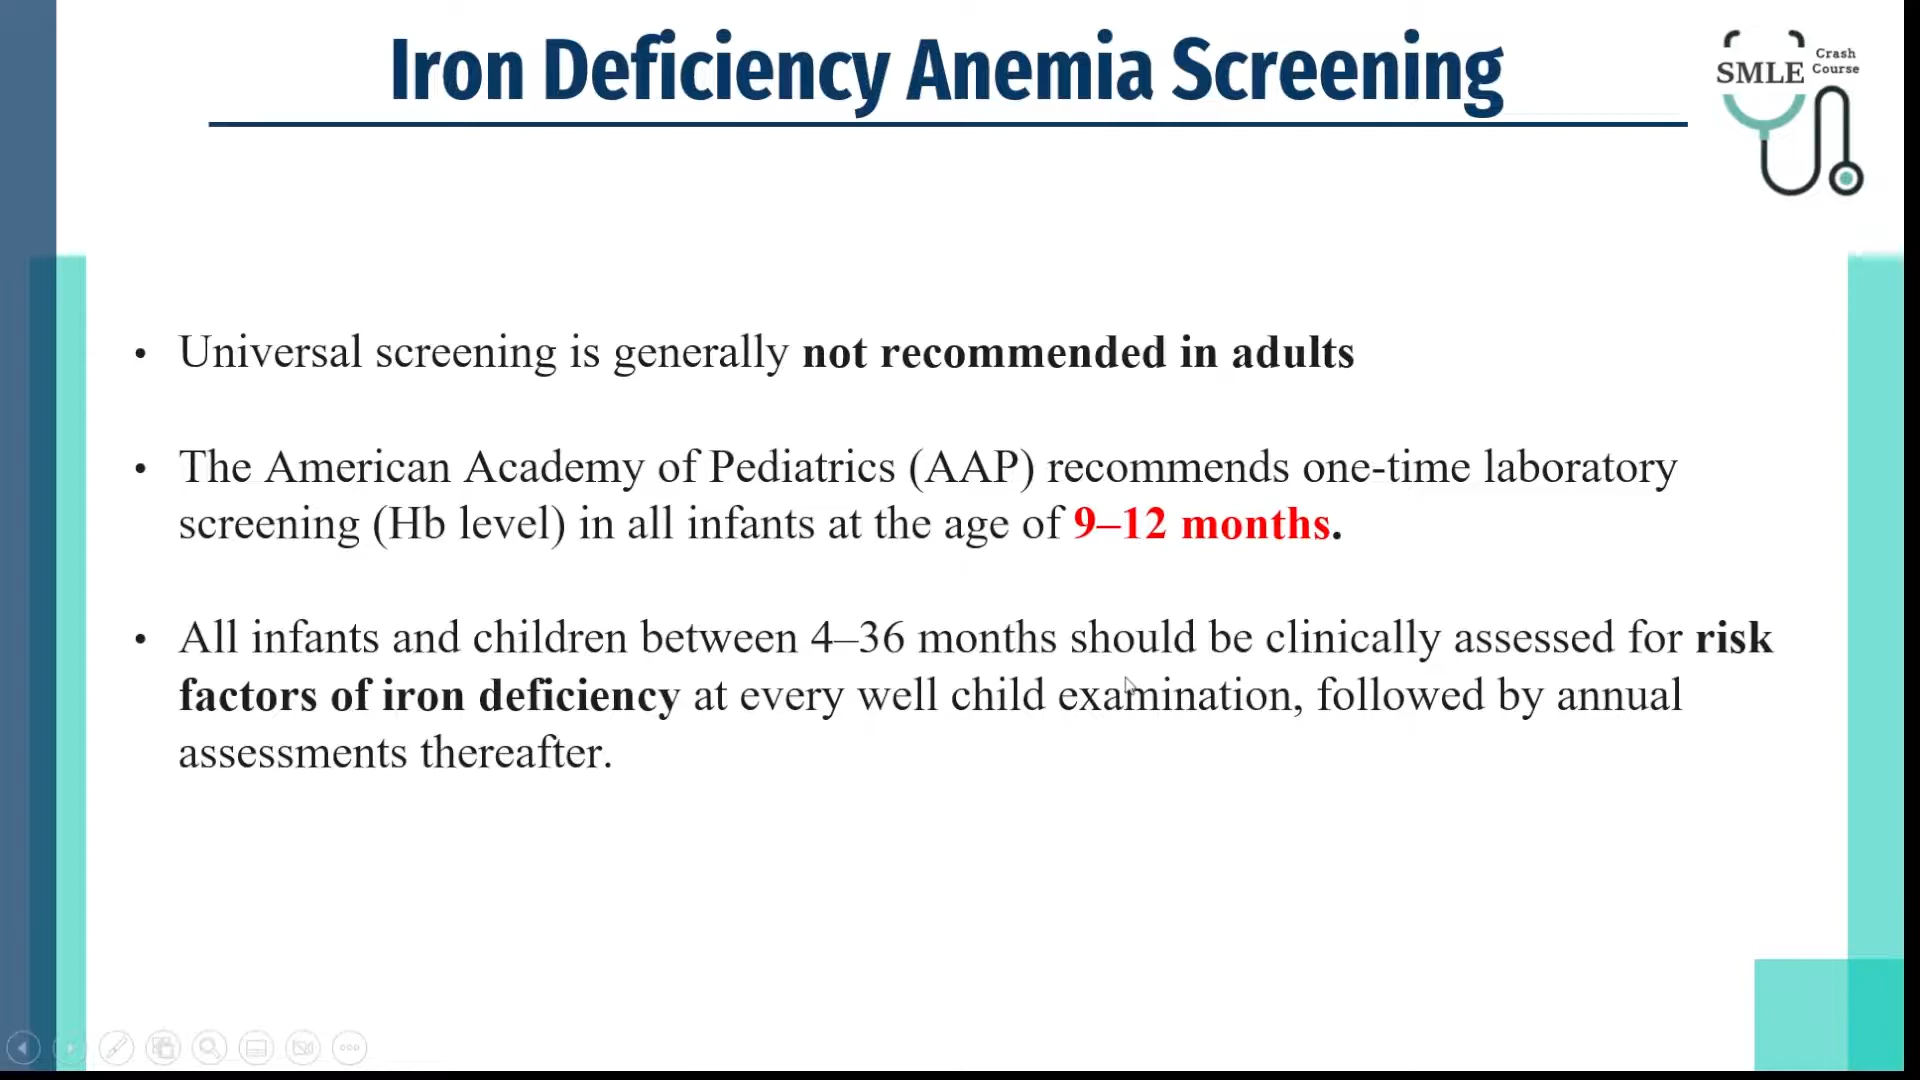 Iron Deficiency Anemia Screening
SMLE Crash Course
• Universal screening is generally not recommended in adults
• The American Academy of Pediatrics (AAP) recommends one-time laboratory
screening (Hb level) in all infants at the age of 9–12 months.
• All infants and children between 4–36 months should be clinically assessed for risk
factors of iron deficiency at every well child examination, followed by annual
assessments thereafter.